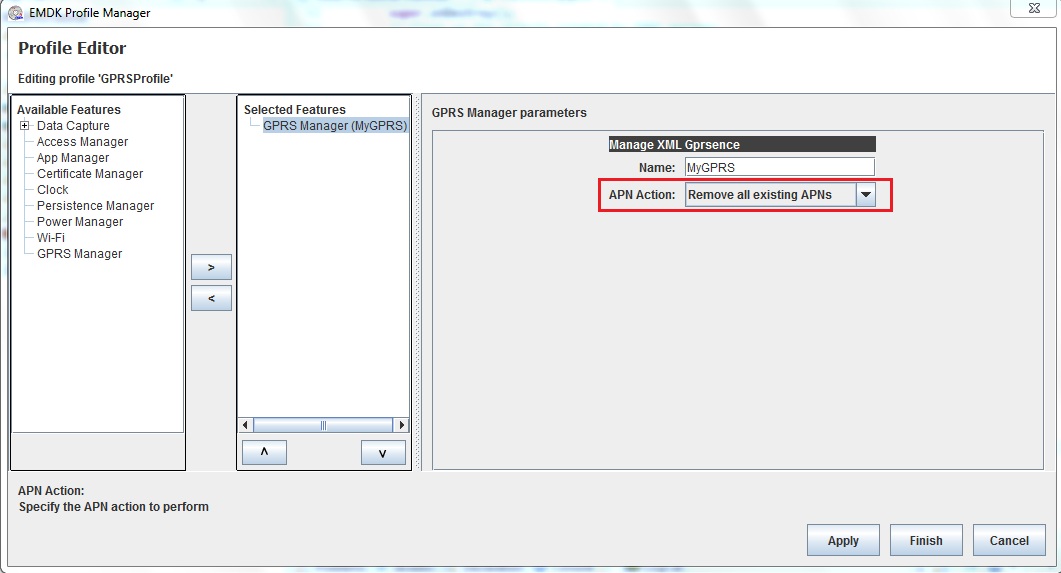 EMDK Profile Manager
Profile Editor
Editing profile 'GPRSProfile'
Available Features
Data Capture
Access Manager
App Manager
Certificate Manager
Clock
Persistence Manager
Power Manager
Wi-Fi
GPRS Manager
>
<
Selected Features
GPRS Manager (MyGPRS)
^
v
GPRS Manager parameters
Manage XML Gprsence
Name: MyGPRS
APN Action: Remove all existing APNs
APN Action:
Specify the APN action to perform
Apply Finish Cancel